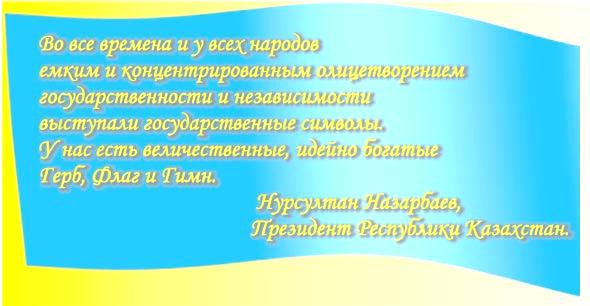 Во все времена и у всех народов
емким и концентрированным олицетворением
государственности и независимости
выступали государственные символы.
У нас есть величественные, идейно богатые
Герб, Флаг и Гимн.
Нурсултан Назарбаев,
Президент Республики Казахстан.